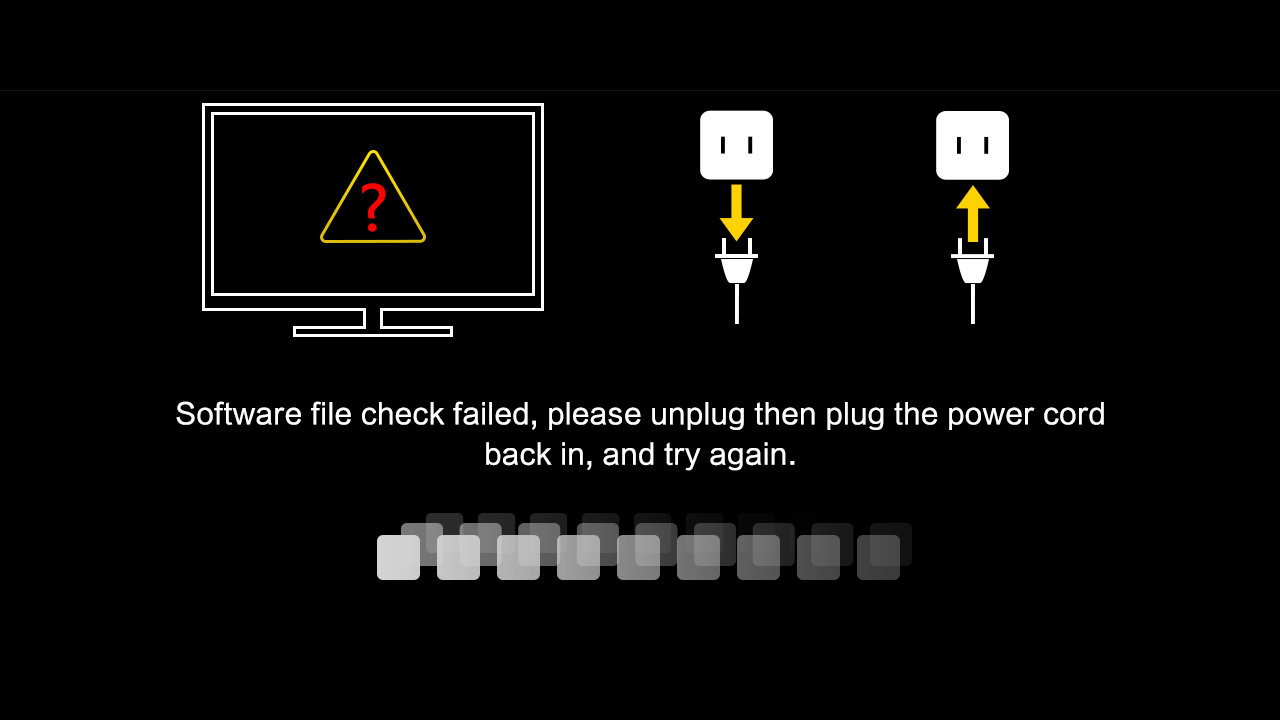 ?
Software file check failed, please unplug then plug the power cord
back in, and try again.